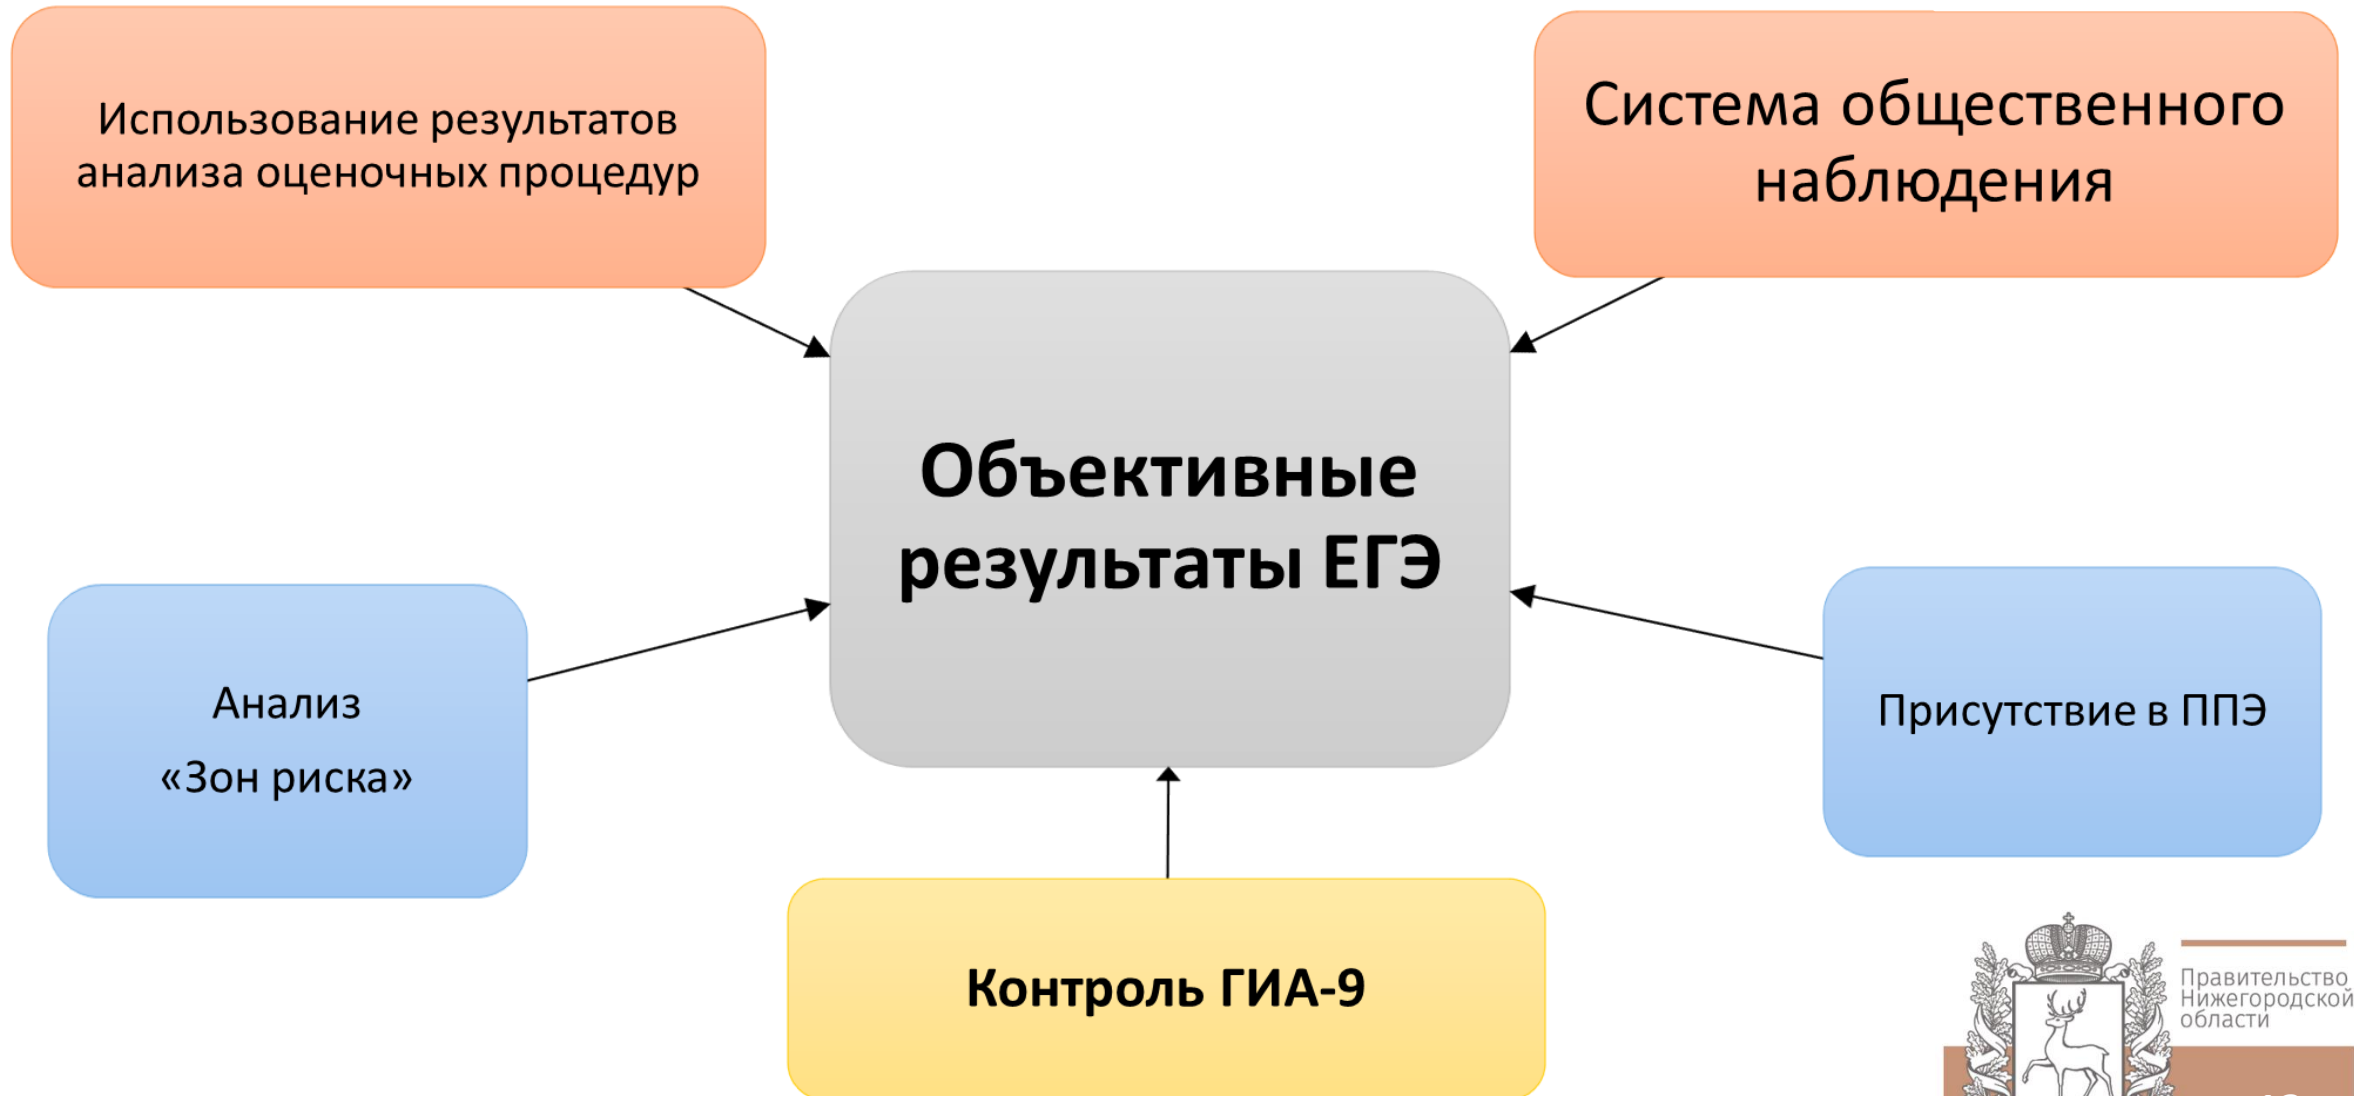 Использование результатов
анализа оценочных процедур
Система общественного
наблюдения
Объективные
результаты ЕГЭ
Анализ
«Зон риска»
Присутствие в ППЭ
Контроль ГИА-9
Правительство
Нижегородской
области